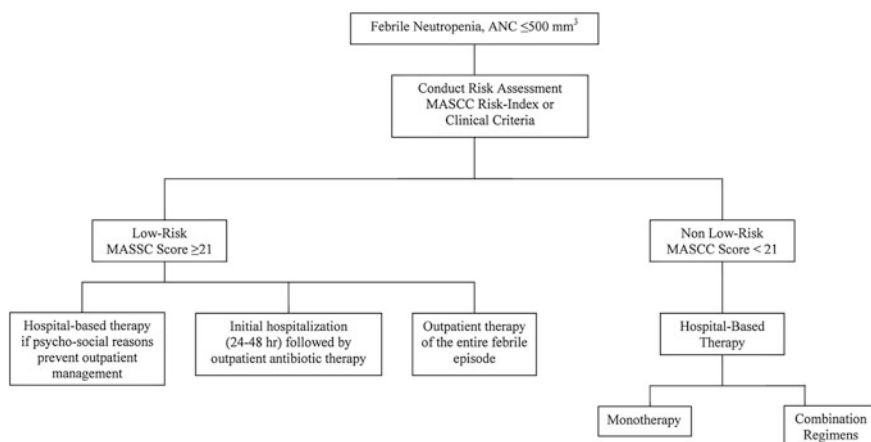 Febrile Neutropenia, ANC ≤500 mm³
Conduct Risk Assessment
MASCC Risk-Index or
Clinical Criteria
Low-Risk
MASSC Score ≥21
Non Low-Risk
MASCC Score < 21
Hospital-based therapy
if psycho-social reasons
prevent outpatient
management
Initial hospitalization
(24-48 hr) followed by
outpatient antibiotic therapy
Outpatient therapy
of the entire febrile
episode
Hospital-Based
Therapy
Monotherapy
Combination
Regimens